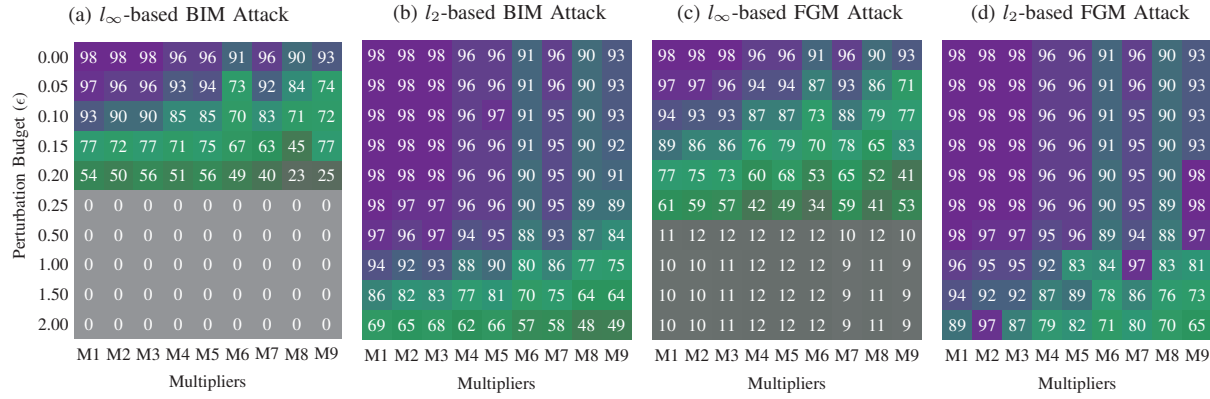 (a) l∞-based BIM Attack
(b) l2-based BIM Attack
(c) l∞-based FGM Attack
(d) l2-based FGM Attack
Perturbation Budget (ϵ)
0.00 98 98 98 96 96 91 96 90 93
0.05 97 96 96 93 94 73 92 84 74
0.10 93 90 90 85 85 70 83 71 72
0.15 77 72 77 71 75 67 63 45 77
0.20 54 50 56 51 56 49 40 23 25
0.25 0 0 0 0 0 0 0 0 0
0.50 0 0 0 0 0 0 0 0 0
1.00 0 0 0 0 0 0 0 0 0
1.50 0 0 0 0 0 0 0 0 0
2.00 0 0 0 0 0 0 0 0 0
M1 M2 M3 M4 M5 M6 M7 M8 M9
Multipliers
98 98 98 96 96 91 96 90 93
98 98 98 96 96 91 95 90 93
98 98 98 96 97 91 95 90 93
98 98 98 96 96 91 95 90 92
98 98 98 96 96 90 95 90 91
98 97 97 96 96 90 95 89 89
97 96 97 94 95 88 93 87 84
94 92 93 88 90 80 86 77 75
86 82 83 77 81 70 75 64 64
69 65 68 62 66 57 58 48 49
M1 M2 M3 M4 M5 M6 M7 M8 M9
Multipliers
98 98 98 96 96 91 96 90 93
97 97 96 94 94 87 93 86 71
94 93 93 87 87 73 88 79 77
89 86 86 76 79 70 78 65 83
77 75 73 60 68 53 65 52 41
61 59 57 42 49 34 59 41 53
11 12 12 12 12 12 10 12 10
10 10 11 12 12 12 9 11 9
10 10 11 12 12 12 9 11 9
10 10 11 12 12 12 9 11 9
M1 M2 M3 M4 M5 M6 M7 M8 M9
Multipliers
98 98 98 96 96 91 96 90 93
98 98 98 96 96 91 95 90 93
98 98 98 96 96 91 95 90 93
98 98 98 96 96 91 95 90 93
98 98 98 96 96 90 95 90 98
98 98 98 96 96 90 95 89 98
98 97 97 95 96 89 94 88 97
96 95 95 92 83 84 97 83 81
94 92 92 87 89 78 86 76 73
89 97 87 79 82 71 80 70 65
M1 M2 M3 M4 M5 M6 M7 M8 M9
Multipliers